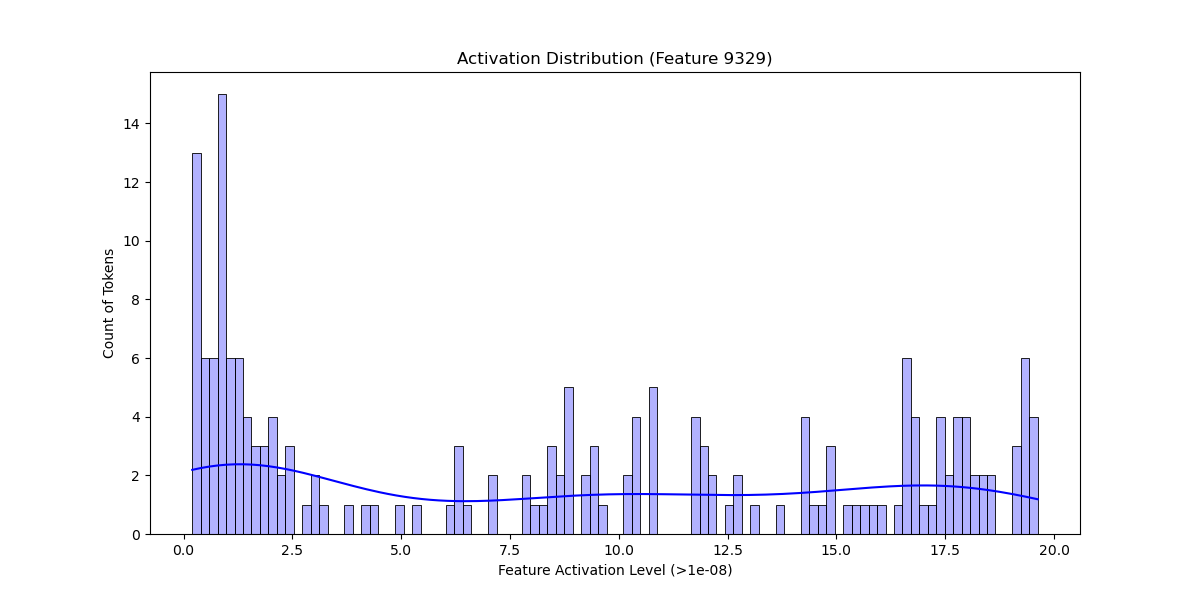 Activation Distribution (Feature 9329)
Count of Tokens
14
12
10
8
6
4
2
0
0.0 2.5 5.0 7.5 10.0 12.5 15.0 17.5 20.0
Feature Activation Level (>1e-08)